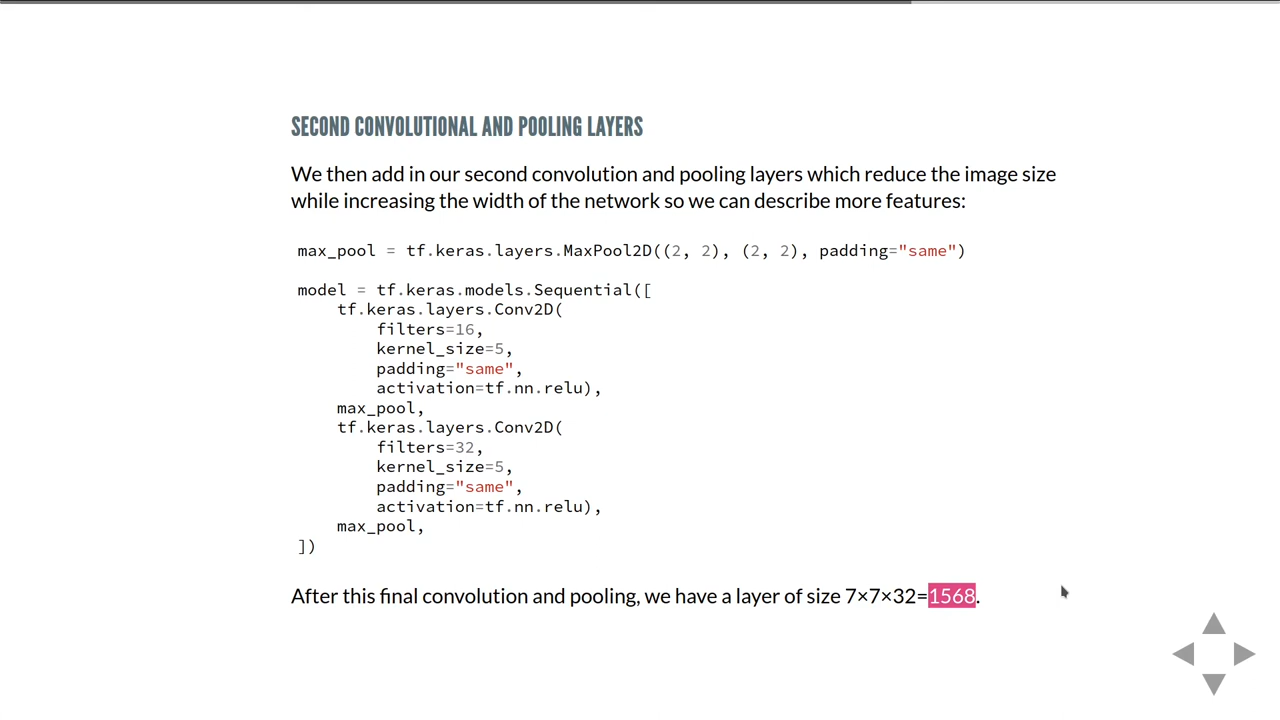 SECOND CONVOLUTIONAL AND POOLING LAYERS
We then add in our second convolution and pooling layers which reduce the image size
while increasing the width of the network so we can describe more features:
max_pool = tf.keras.layers.MaxPool2D((2, 2), (2, 2), padding="same")
model = tf.keras.models.Sequential([
    tf.keras.layers.Conv2D(
        filters=16,
        kernel_size=5,
        padding="same",
        activation=tf.nn.relu),
    max_pool,
    tf.keras.layers.Conv2D(
        filters=32,
        kernel_size=5,
        padding="same",
        activation=tf.nn.relu),
    max_pool,
])
After this final convolution and pooling, we have a layer of size 7×7×32=1568.